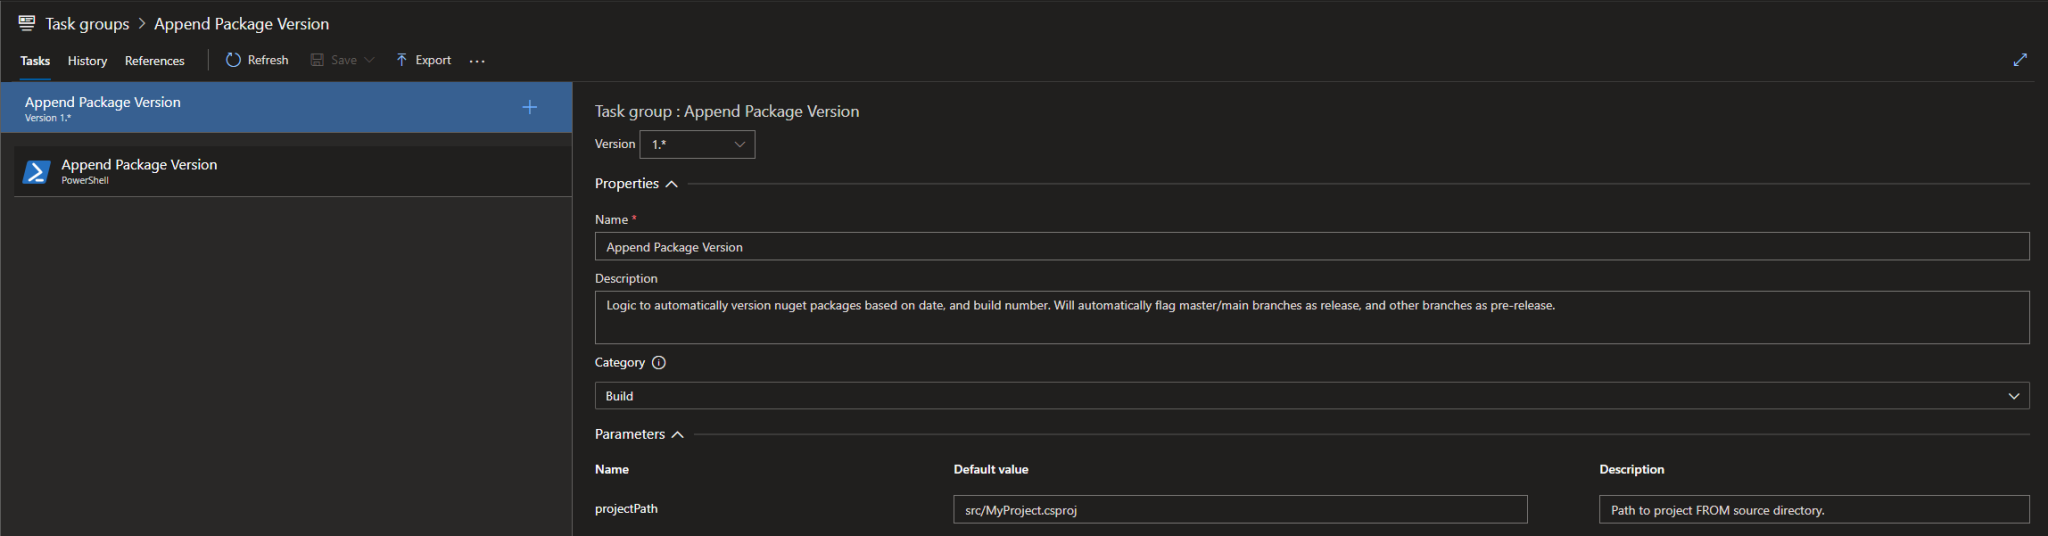 Task groups > Append Package Version
Tasks History References Refresh Save Export ...
Append Package Version
Version 1.*
Append Package Version
PowerShell
Task group : Append Package Version
Version 1.*
Properties
Name *
Append Package Version
Description
Logic to automatically version nuget packages based on date, and build number. Will automatically flag master/main branches as release, and other branches as pre-release.
Category
Build
Parameters
Name Default value Description
projectPath src/MyProject.csproj Path to project FROM source directory.